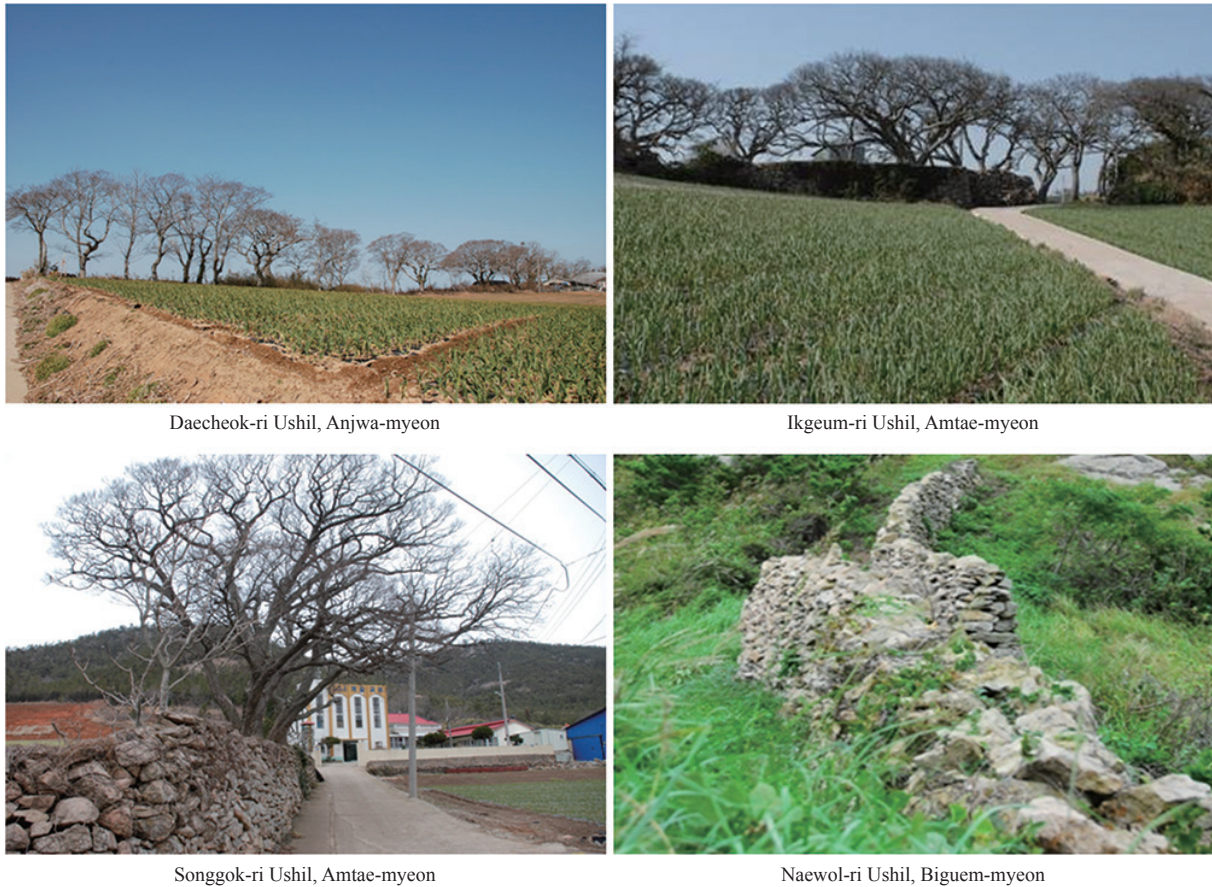 Daecheok-ri Ushil, Anjwa-myeon
Ikgeum-ri Ushil, Amtae-myeon
Songgok-ri Ushil, Amtae-myeon
Naewol-ri Ushil, Biguem-myeon